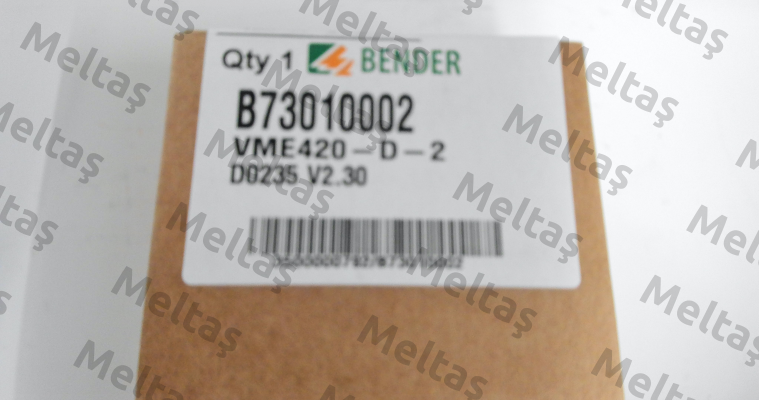 Qty 1 BENDER
B73010002
VME420-D-2
D0235 V2.30
Meltaş